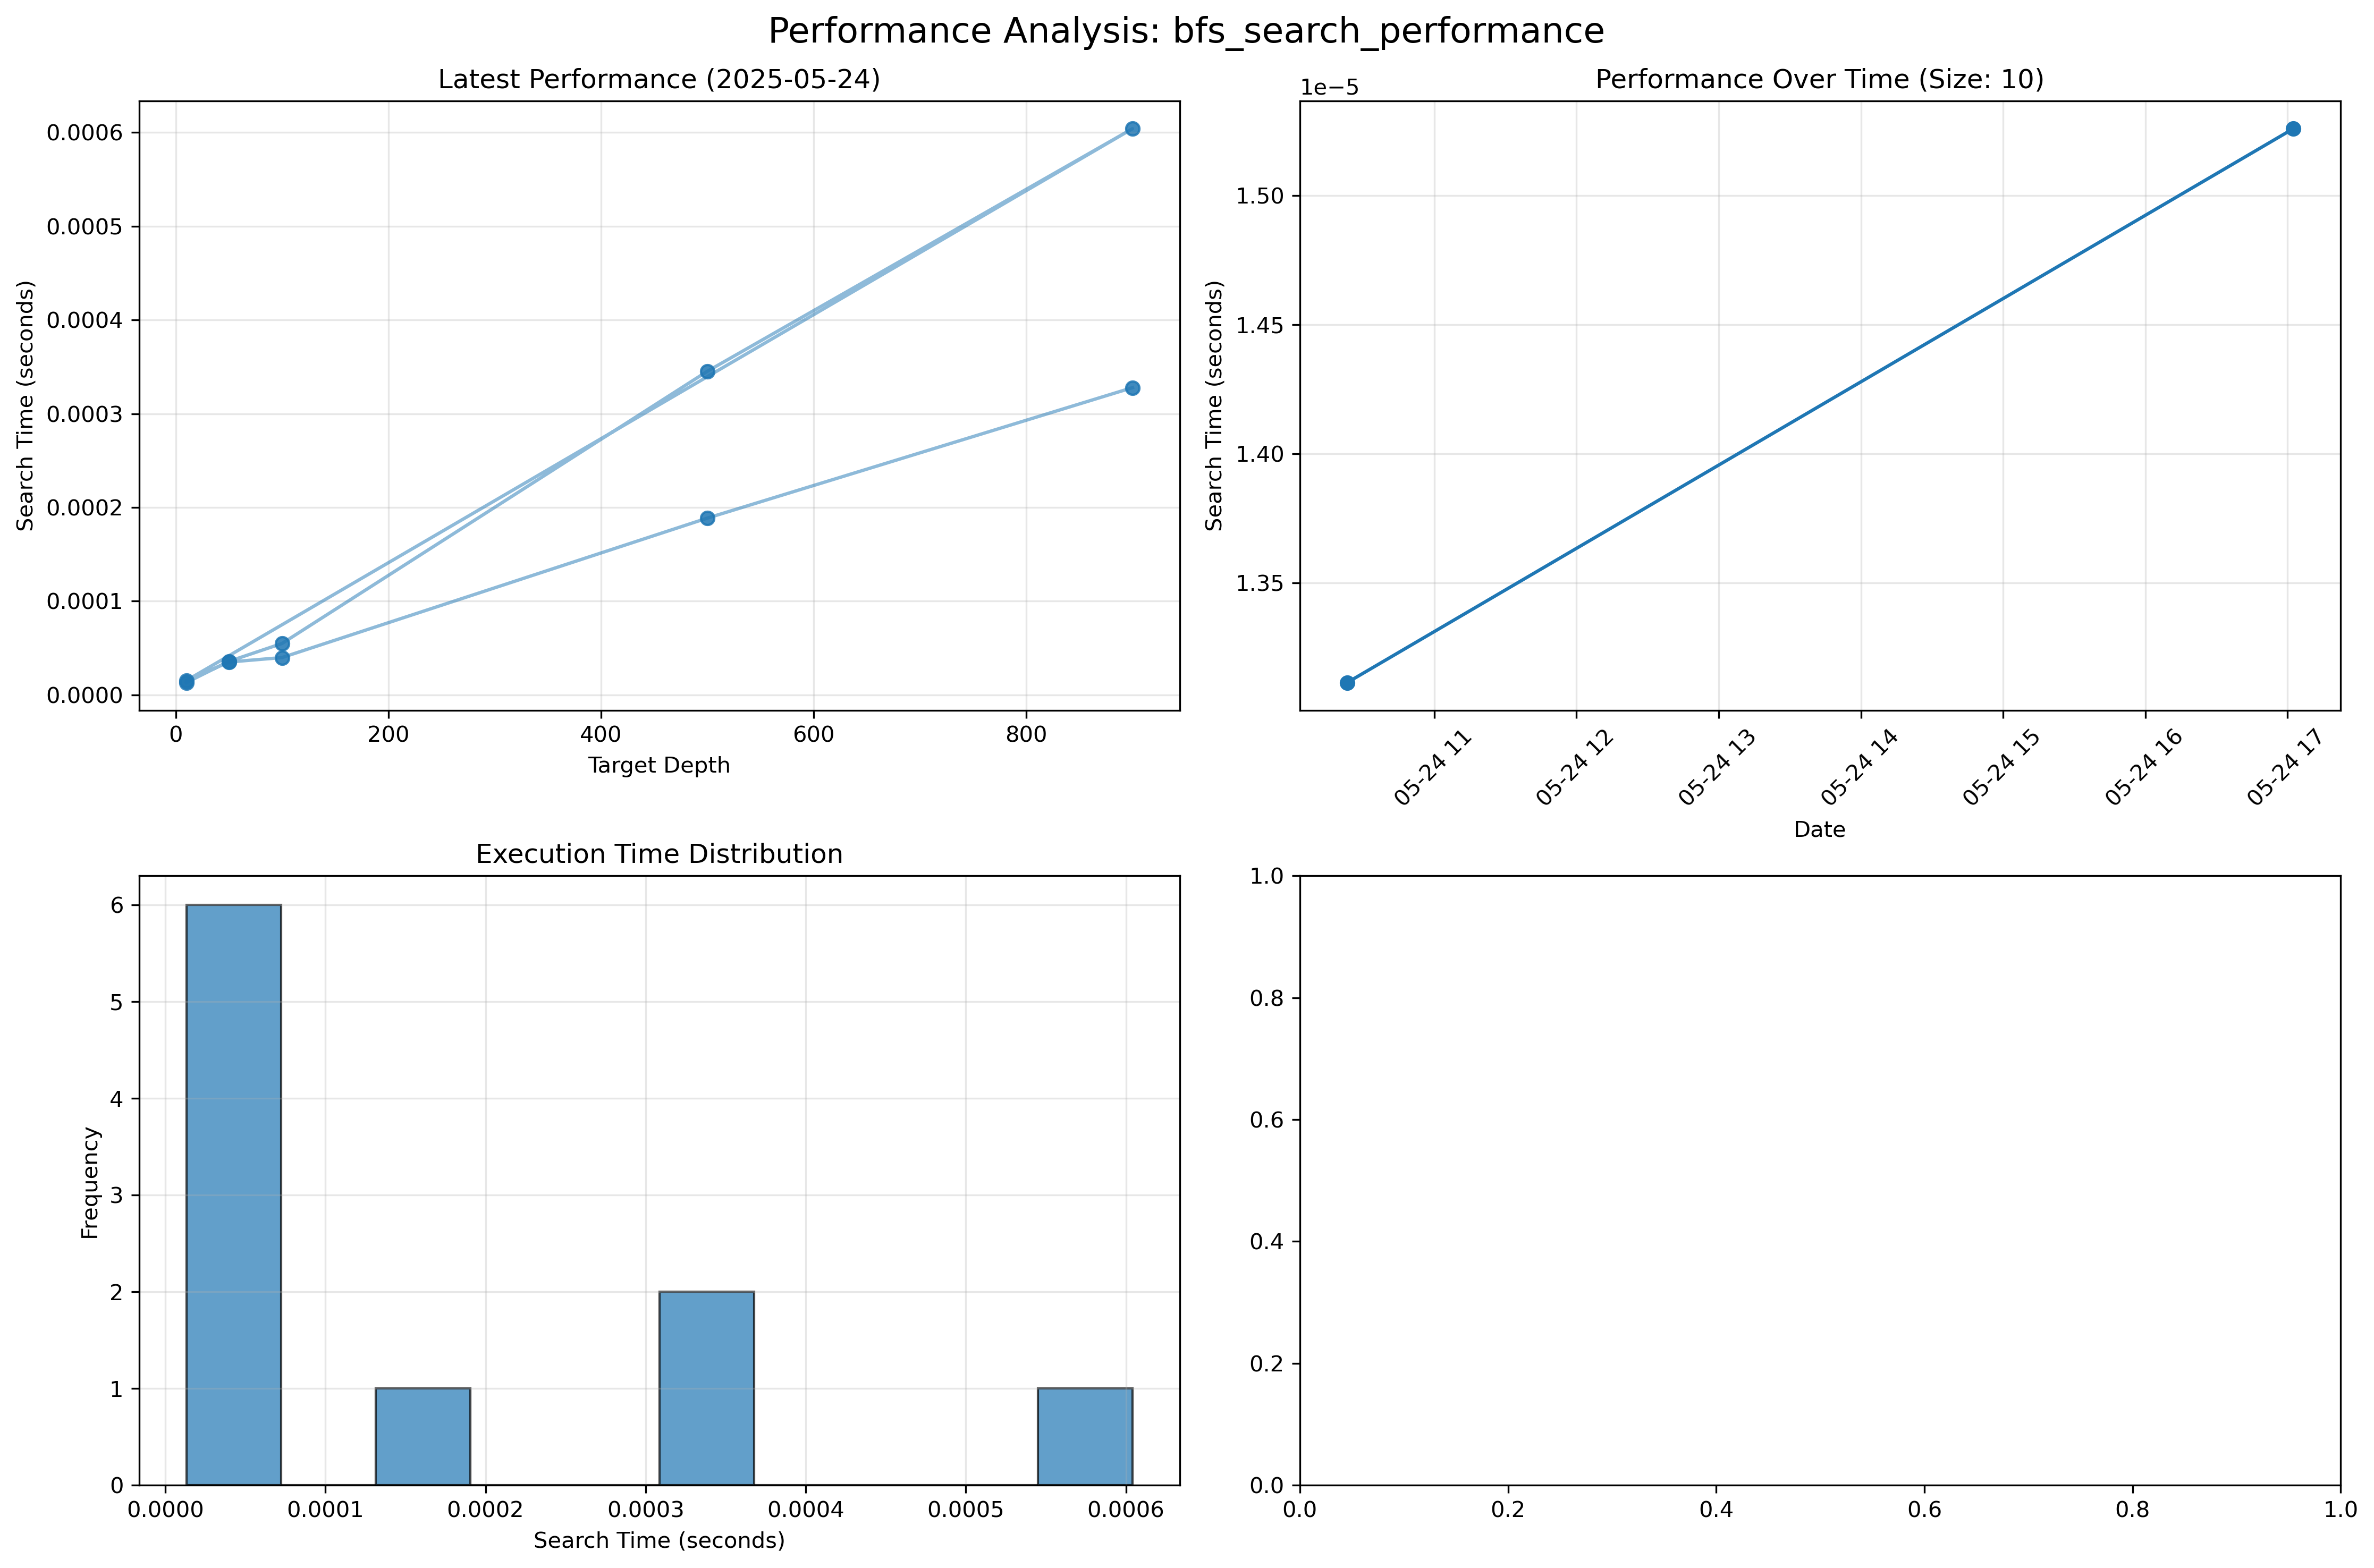 Performance Analysis: bfs_search_performance
Latest Performance (2025-05-24)
Search Time (seconds)
0.0006
0.0005
0.0004
0.0003
0.0002
0.0001
0.0000
0 200 400 600 800
Target Depth
Performance Over Time (Size: 10)
1e−5
Search Time (seconds)
1.50
1.45
1.40
1.35
05-24 11 05-24 12 05-24 13 05-24 14 05-24 15 05-24 16 05-24 17
Date
Execution Time Distribution
Frequency
6
5
4
3
2
1
0
0.0000 0.0001 0.0002 0.0003 0.0004 0.0005 0.0006
Search Time (seconds)
1.0
0.8
0.6
0.4
0.2
0.0
0.0 0.2 0.4 0.6 0.8 1.0